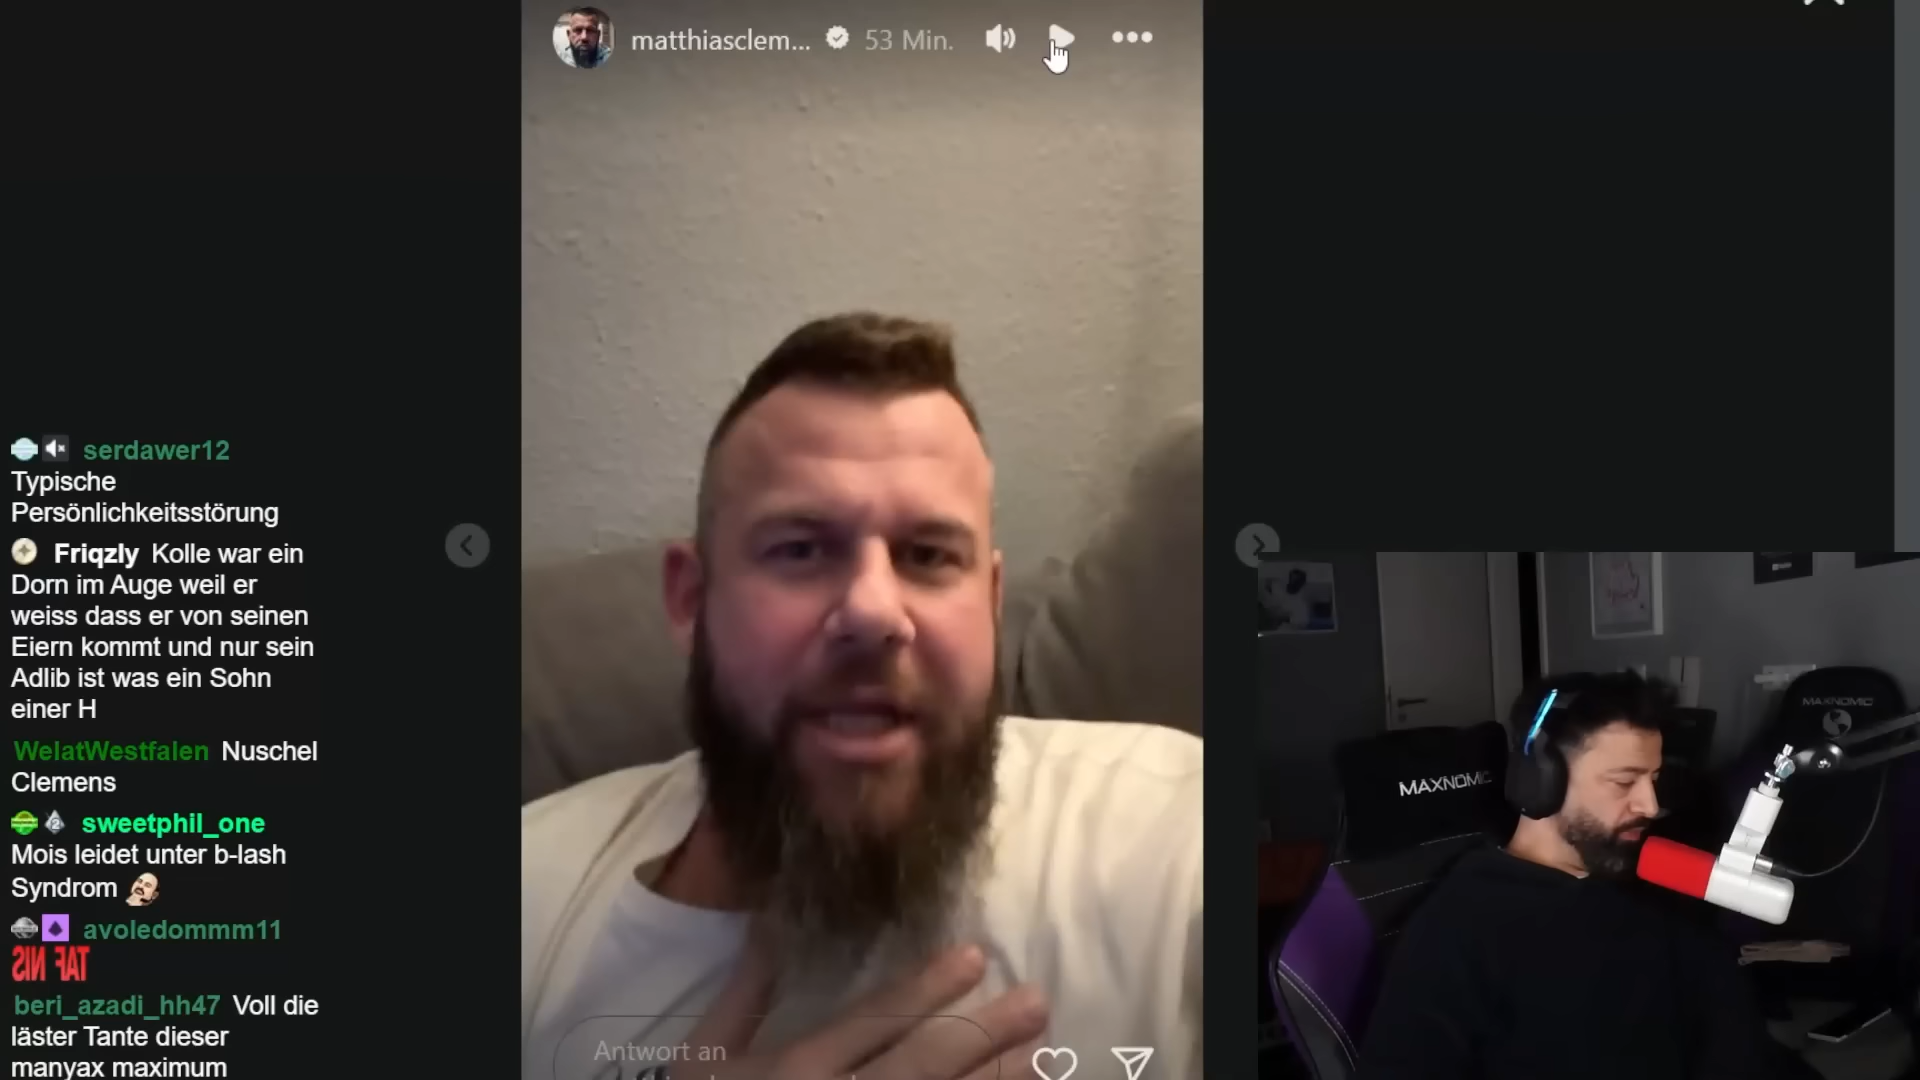 matthiasclem... 53 Min.
serdawer12
Typische
Persönlichkeitsstörung
Friqzly Kolle war ein
Dorn im Auge weil er
weiss dass er von seinen
Eiern kommt und nur sein
Adlib ist was ein Sohn
einer H
WelatWestfalen Nuschel
Clemens
sweetphil_one
Mois leidet unter b-lash
Syndrom
avoledommm11
beri_azadi_hh47 Voll die
läster Tante dieser
manyax maximum
Antwort an
MAXNOMIC
MAXNOMIC